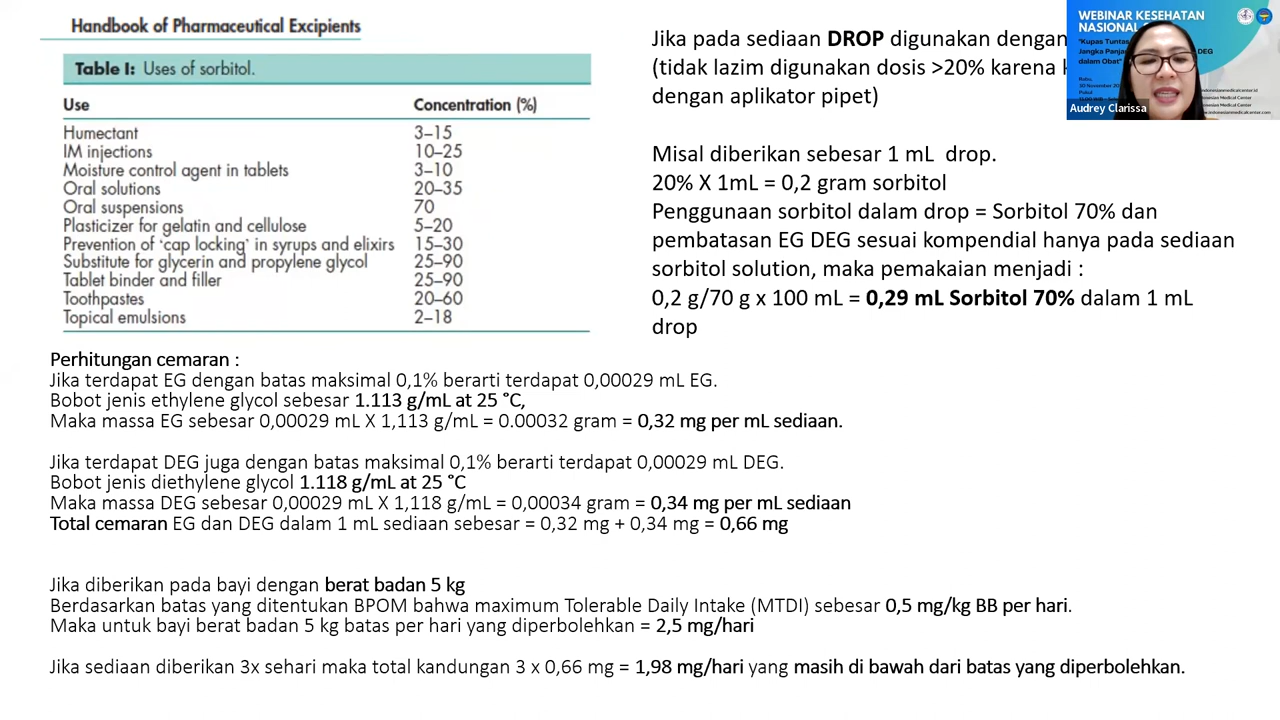 Handbook of Pharmaceutical Excipients
Table I: Uses of sorbitol.
Use Concentration (%)
Humectant 3–15
IM injections 10–25
Moisture control agent in tablets 3–10
Oral solutions 20–35
Oral suspensions 70
Plasticizer for gelatin and cellulose 5–20
Prevention of 'cap locking' in syrups and elixirs 15–30
Substitute for glycerin and propylene glycol 25–90
Tablet binder and filler 25–90
Toothpastes 20–60
Topical emulsions 2–18
Jika pada sediaan DROP digunakan dengan
(tidak lazim digunakan dosis >20% karena
dengan aplikator pipet)
Misal diberikan sebesar 1 mL drop.
20% X 1mL = 0,2 gram sorbitol
Penggunaan sorbitol dalam drop = Sorbitol 70% dan
pembatasan EG DEG sesuai kompendial hanya pada sediaan
sorbitol solution, maka pemakaian menjadi :
0,2 g/70 g x 100 mL = 0,29 mL Sorbitol 70% dalam 1 mL
drop
WEBINAR KESEHATAN
NASIONAL
"Kupas Tuntas
Jangka Panja DEG
dalam Obat"
Rabu,
Pukul
Audrey Clarissa
Perhitungan cemaran :
Jika terdapat EG dengan batas maksimal 0,1% berarti terdapat 0,00029 mL EG.
Bobot jenis ethylene glycol sebesar 1.113 g/mL at 25 °C,
Maka massa EG sebesar 0,00029 mL X 1,113 g/mL = 0.00032 gram = 0,32 mg per mL sediaan.
Jika terdapat DEG juga dengan batas maksimal 0,1% berarti terdapat 0,00029 mL DEG.
Bobot jenis diethylene glycol 1.118 g/mL at 25 °C
Maka massa DEG sebesar 0,00029 mL X 1,118 g/mL = 0,00034 gram = 0,34 mg per mL sediaan
Total cemaran EG dan DEG dalam 1 mL sediaan sebesar = 0,32 mg + 0,34 mg = 0,66 mg
Jika diberikan pada bayi dengan berat badan 5 kg
Berdasarkan batas yang ditentukan BPOM bahwa maximum Tolerable Daily Intake (MTDI) sebesar 0,5 mg/kg BB per hari.
Maka untuk bayi berat badan 5 kg batas per hari yang diperbolehkan = 2,5 mg/hari
Jika sediaan diberikan 3x sehari maka total kandungan 3 x 0,66 mg = 1,98 mg/hari yang masih di bawah dari batas yang diperbolehkan.